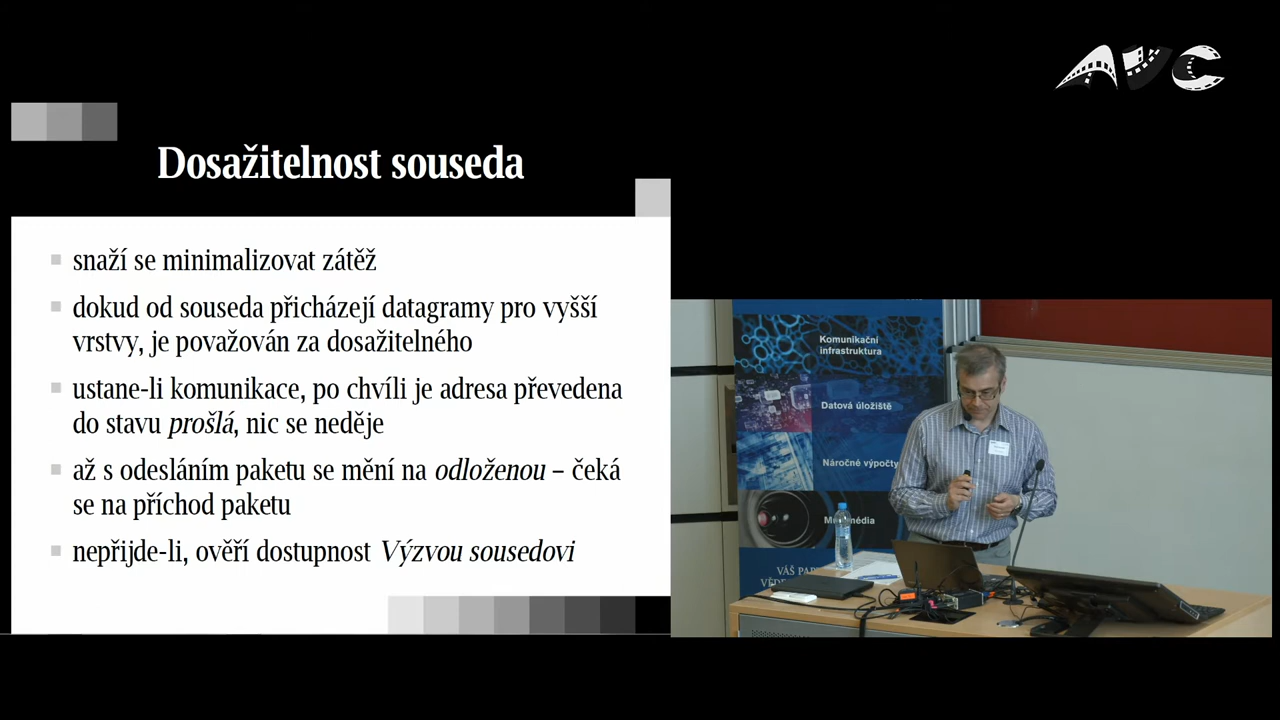 AVC
Dosažitelnost souseda
snaží se minimalizovat zátěž
dokud od souseda přicházejí datagramy pro vyšší
vrstvy, je považován za dosažitelného
ustane-li komunikace, po chvíli je adresa převedena
do stavu prošlá, nic se neděje
až s odesláním paketu se mění na odloženou – čeká
se na příchod paketu
nepřijde-li, ověří dostupnost Výzvou sousedovi
Komunikační
infrastruktura
Datová úložiště
Náročné výpočty
VÁŠ